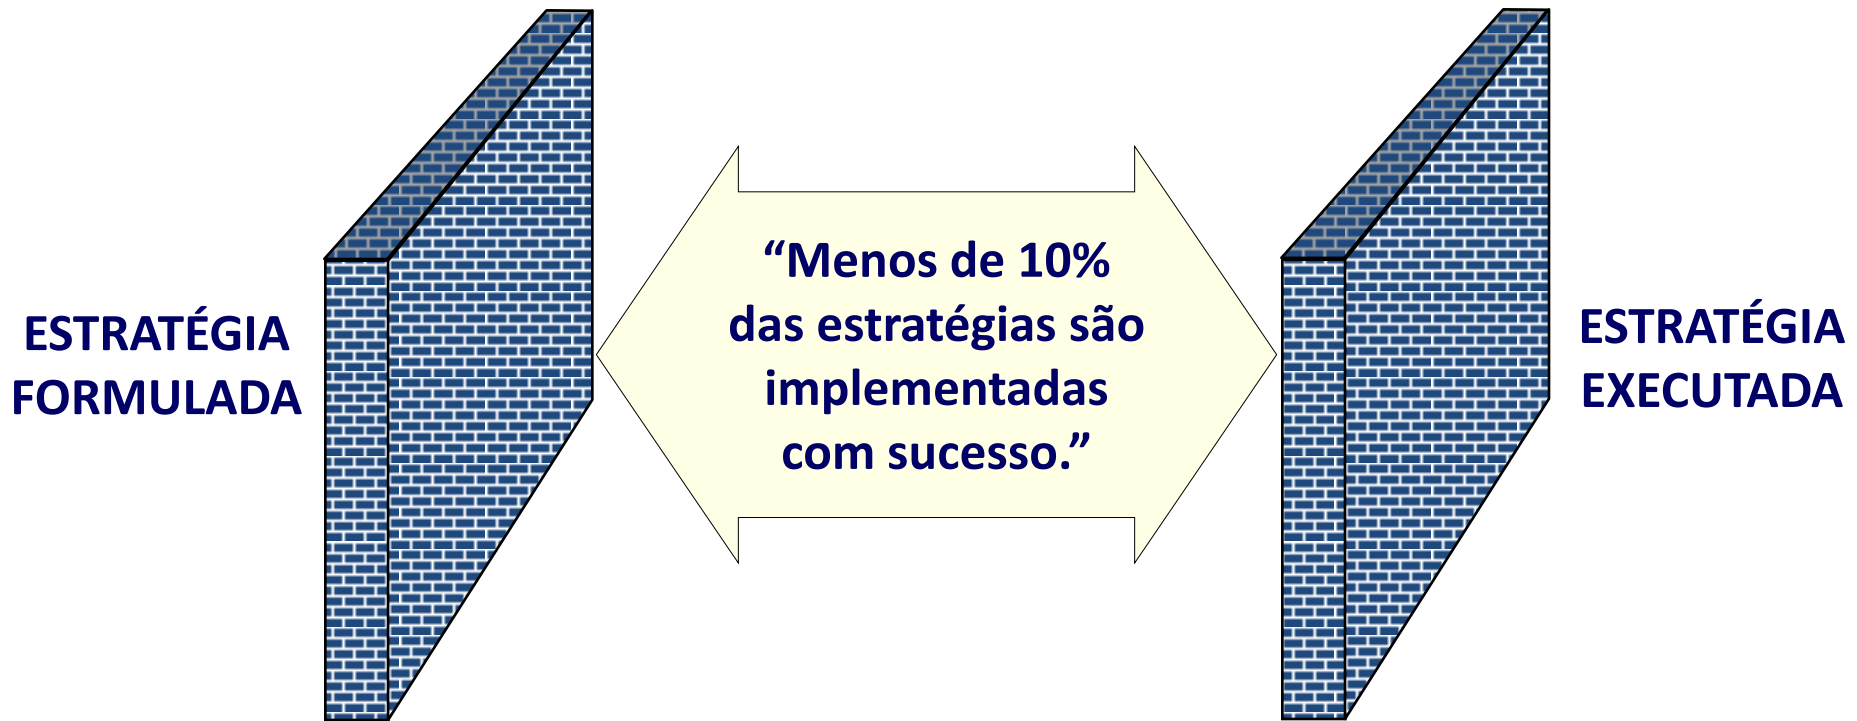 ESTRATÉGIA
FORMULADA
“Menos de 10%
das estratégias são
implementadas
com sucesso.”
ESTRATÉGIA
EXECUTADA